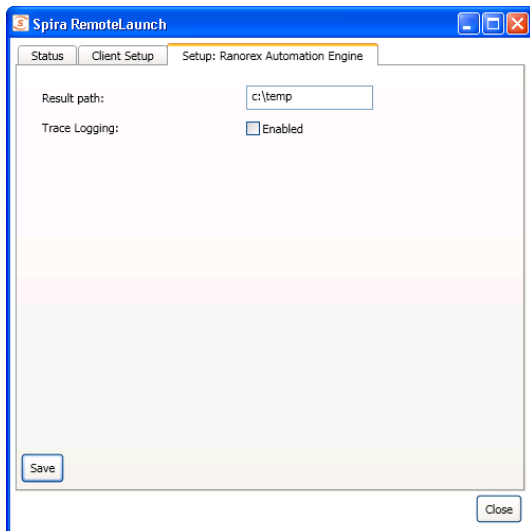 Spira RemoteLaunch
Status Client Setup Setup: Ranorex Automation Engine
Result path: c:\temp
Trace Logging: Enabled
Save
Close